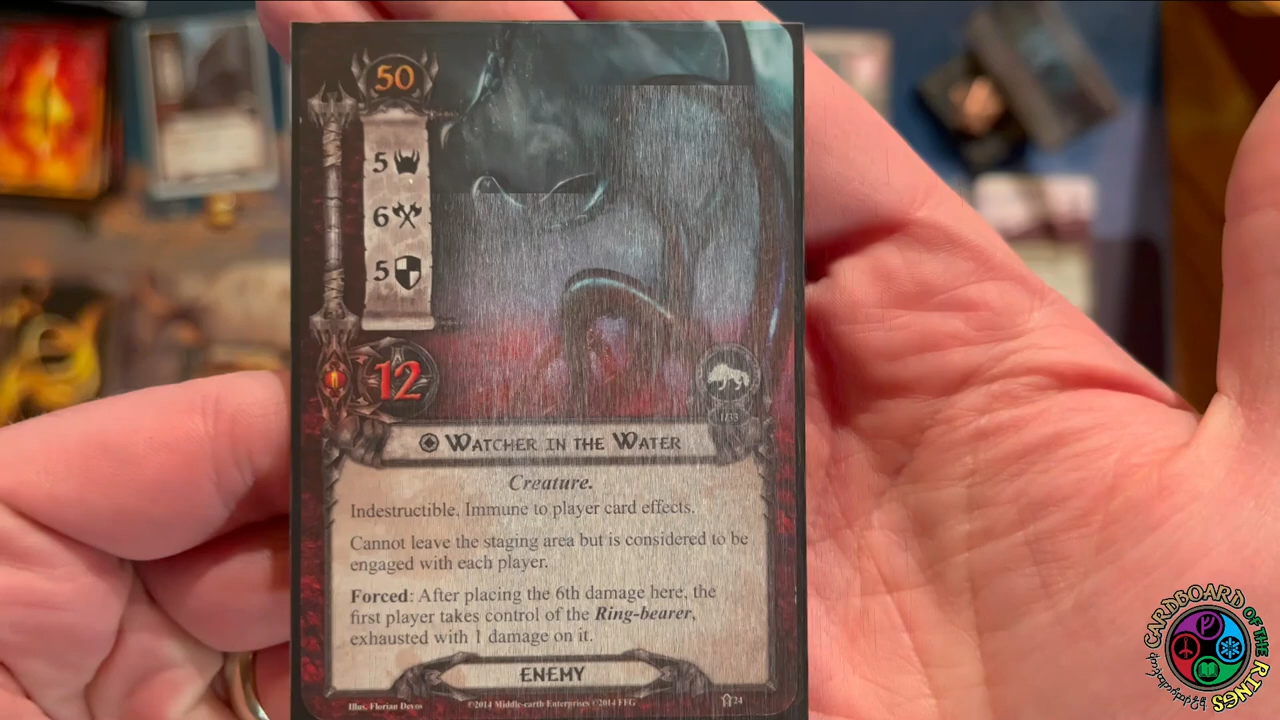 50
5
6
5
12
1/33
WATCHER IN THE WATER
Creature.
Indestructible. Immune to player card effects.
Cannot leave the staging area but is considered to be
engaged with each player.
Forced: After placing the 6th damage here, the
first player takes control of the Ring-bearer,
exhausted with 1 damage on it.
ENEMY
Illus. Florian Devos
©2014 Middle-earth Enterprises ©2014 FFG
24
CARDBOARD OF THE RINGS